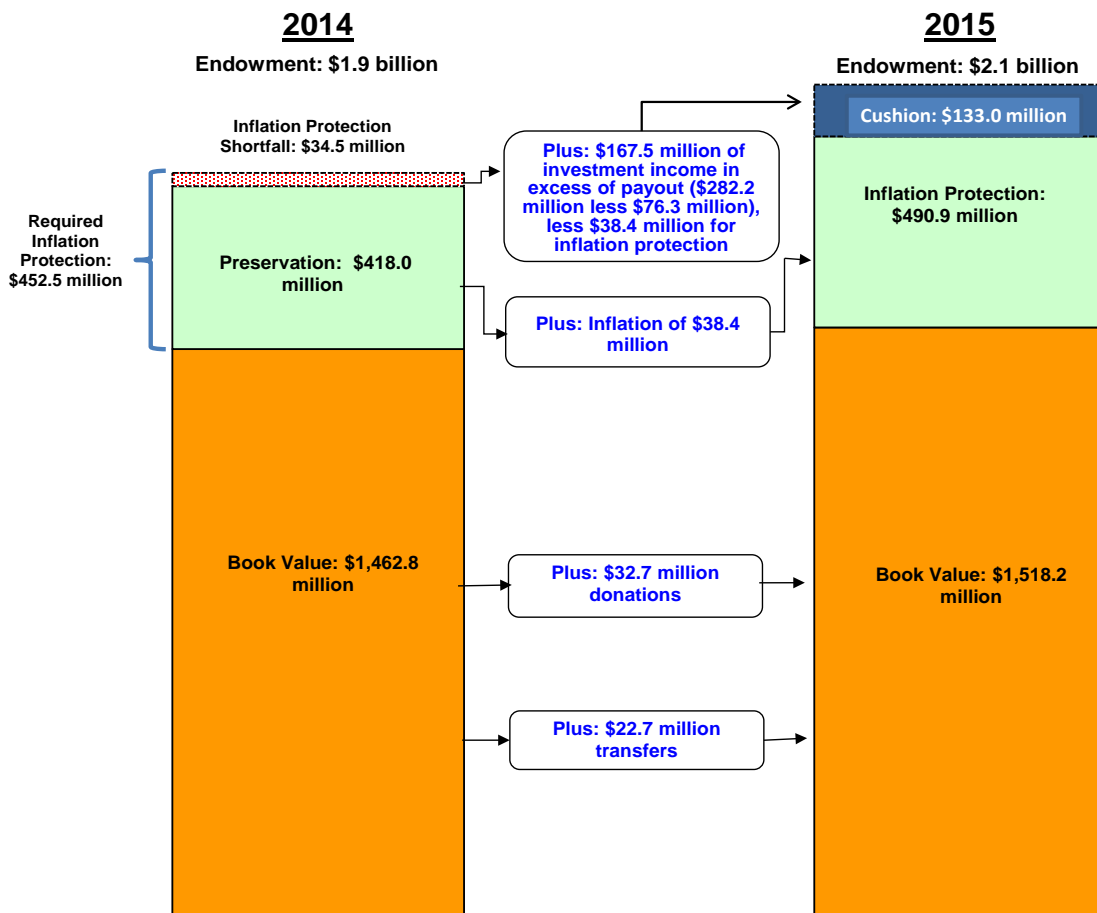 2014
Endowment: $1.9 billion
2015
Endowment: $2.1 billion
Inflation Protection
Shortfall: $34.5 million
Required
Inflation
Protection:
$452.5 million
Preservation:  $418.0
million
Book Value: $1,462.8
million
Plus: $167.5 million of
investment income in
excess of payout ($282.2
million less $76.3 million),
less $38.4 million for
inflation protection
Plus: Inflation of $38.4
million
Plus: $32.7 million
donations
Plus: $22.7 million
transfers
Cushion: $133.0 million
Inflation Protection:
$490.9 million
Book Value: $1,518.2
million